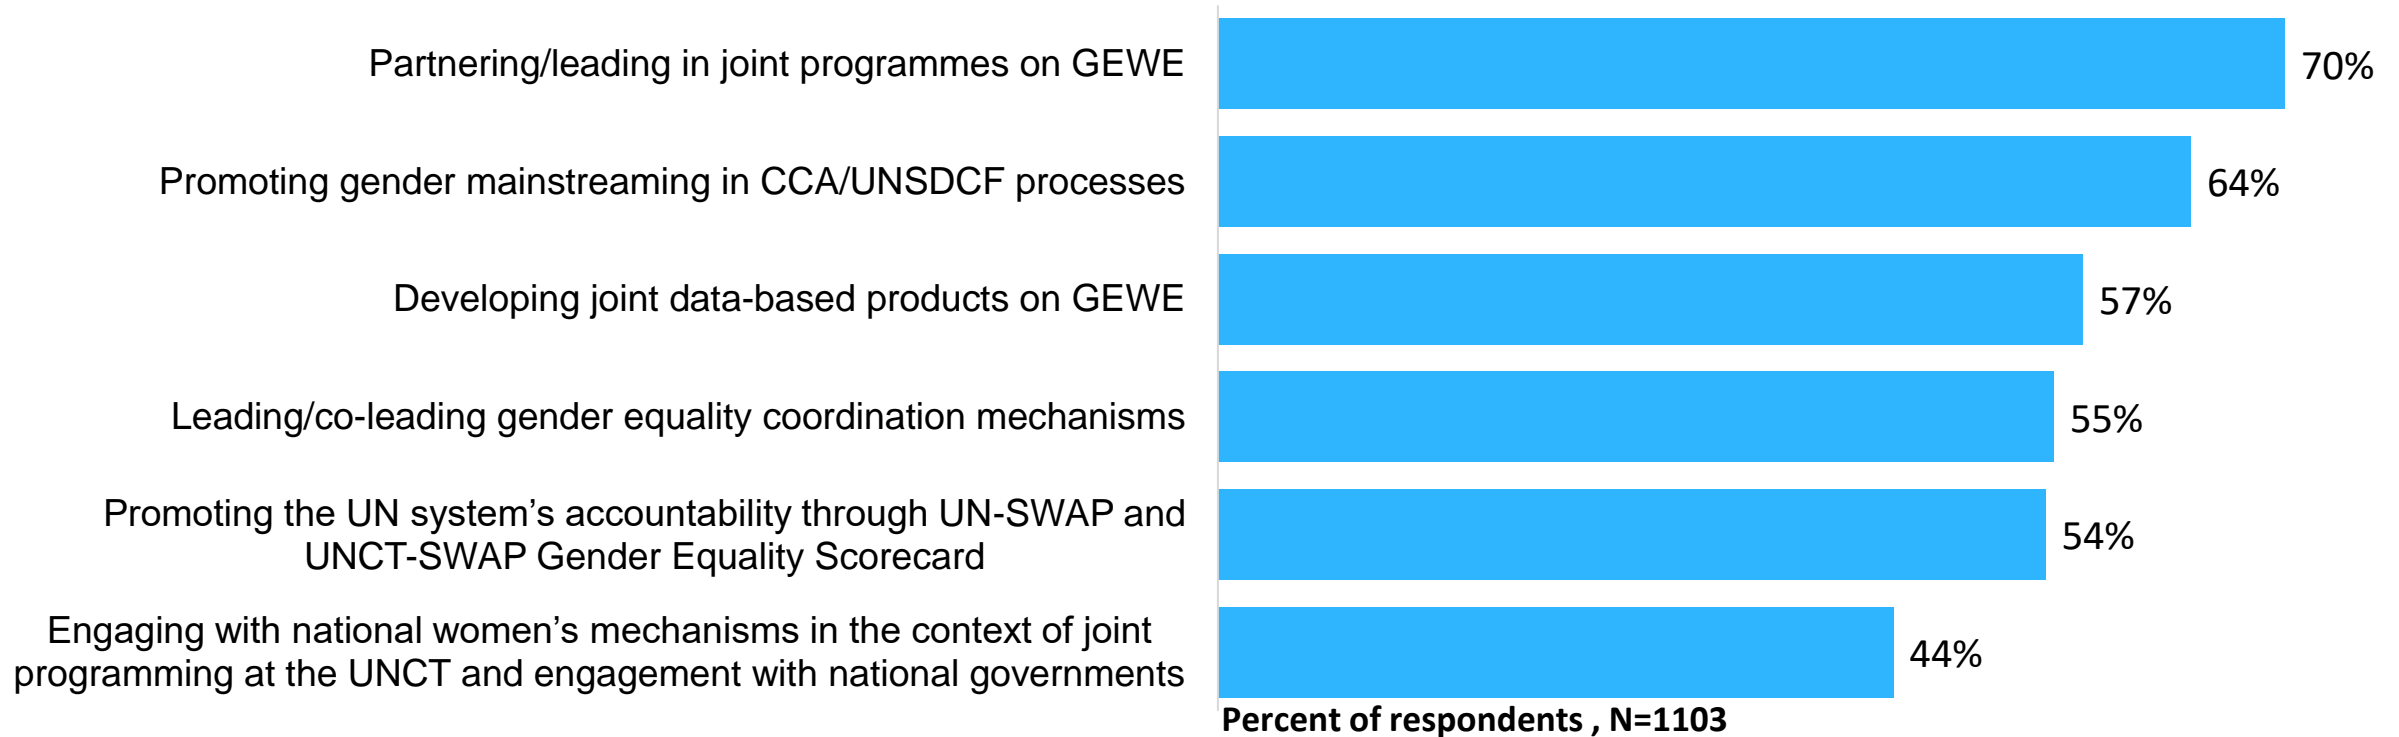 Partnering/leading in joint programmes on GEWE
70%
Promoting gender mainstreaming in CCA/UNSDCF processes
64%
Developing joint data-based products on GEWE
57%
Leading/co-leading gender equality coordination mechanisms
55%
Promoting the UN system’s accountability through UN-SWAP and
UNCT-SWAP Gender Equality Scorecard
54%
Engaging with national women’s mechanisms in the context of joint
programming at the UNCT and engagement with national governments
44%
Percent of respondents , N=1103